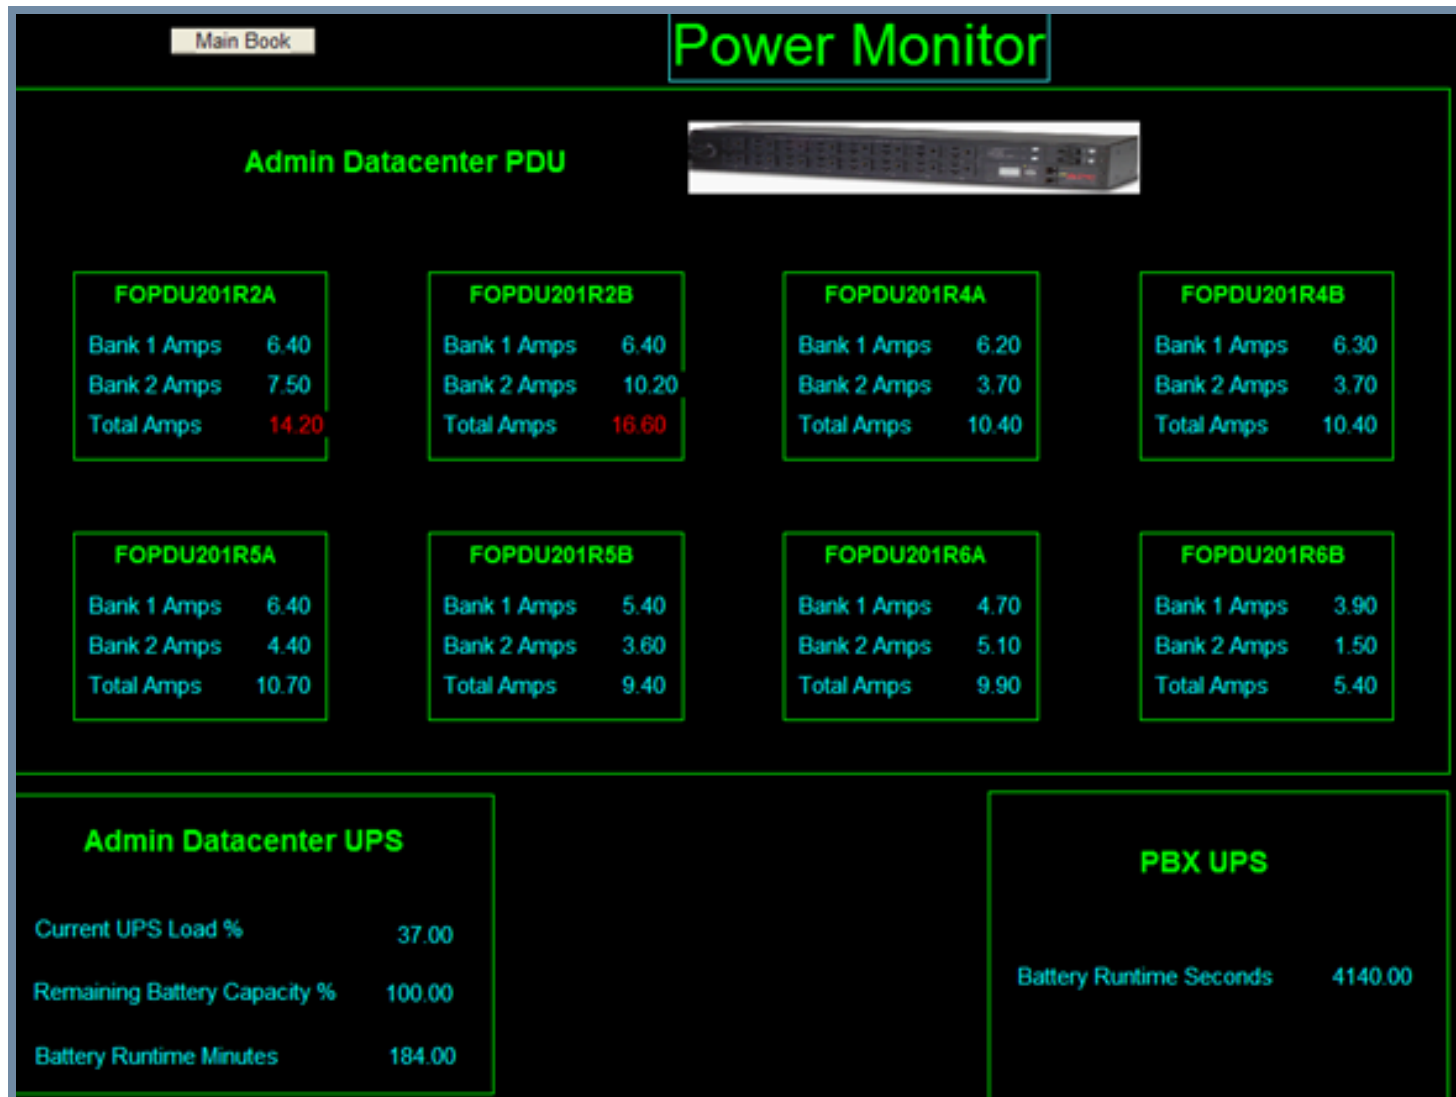 Main Book
Power Monitor
Admin Datacenter PDU
FOPDU201R2A
Bank 1 Amps 6.40
Bank 2 Amps 7.50
Total Amps 14.20
FOPDU201R2B
Bank 1 Amps 6.40
Bank 2 Amps 10.20
Total Amps 16.60
FOPDU201R4A
Bank 1 Amps 6.20
Bank 2 Amps 3.70
Total Amps 10.40
FOPDU201R4B
Bank 1 Amps 6.30
Bank 2 Amps 3.70
Total Amps 10.40
FOPDU201R5A
Bank 1 Amps 6.40
Bank 2 Amps 4.40
Total Amps 10.70
FOPDU201R5B
Bank 1 Amps 5.40
Bank 2 Amps 3.60
Total Amps 9.40
FOPDU201R6A
Bank 1 Amps 4.70
Bank 2 Amps 5.10
Total Amps 9.90
FOPDU201R6B
Bank 1 Amps 3.90
Bank 2 Amps 1.50
Total Amps 5.40
Admin Datacenter UPS
Current UPS Load % 37.00
Remaining Battery Capacity % 100.00
Battery Runtime Minutes 184.00
PBX UPS
Battery Runtime Seconds 4140.00